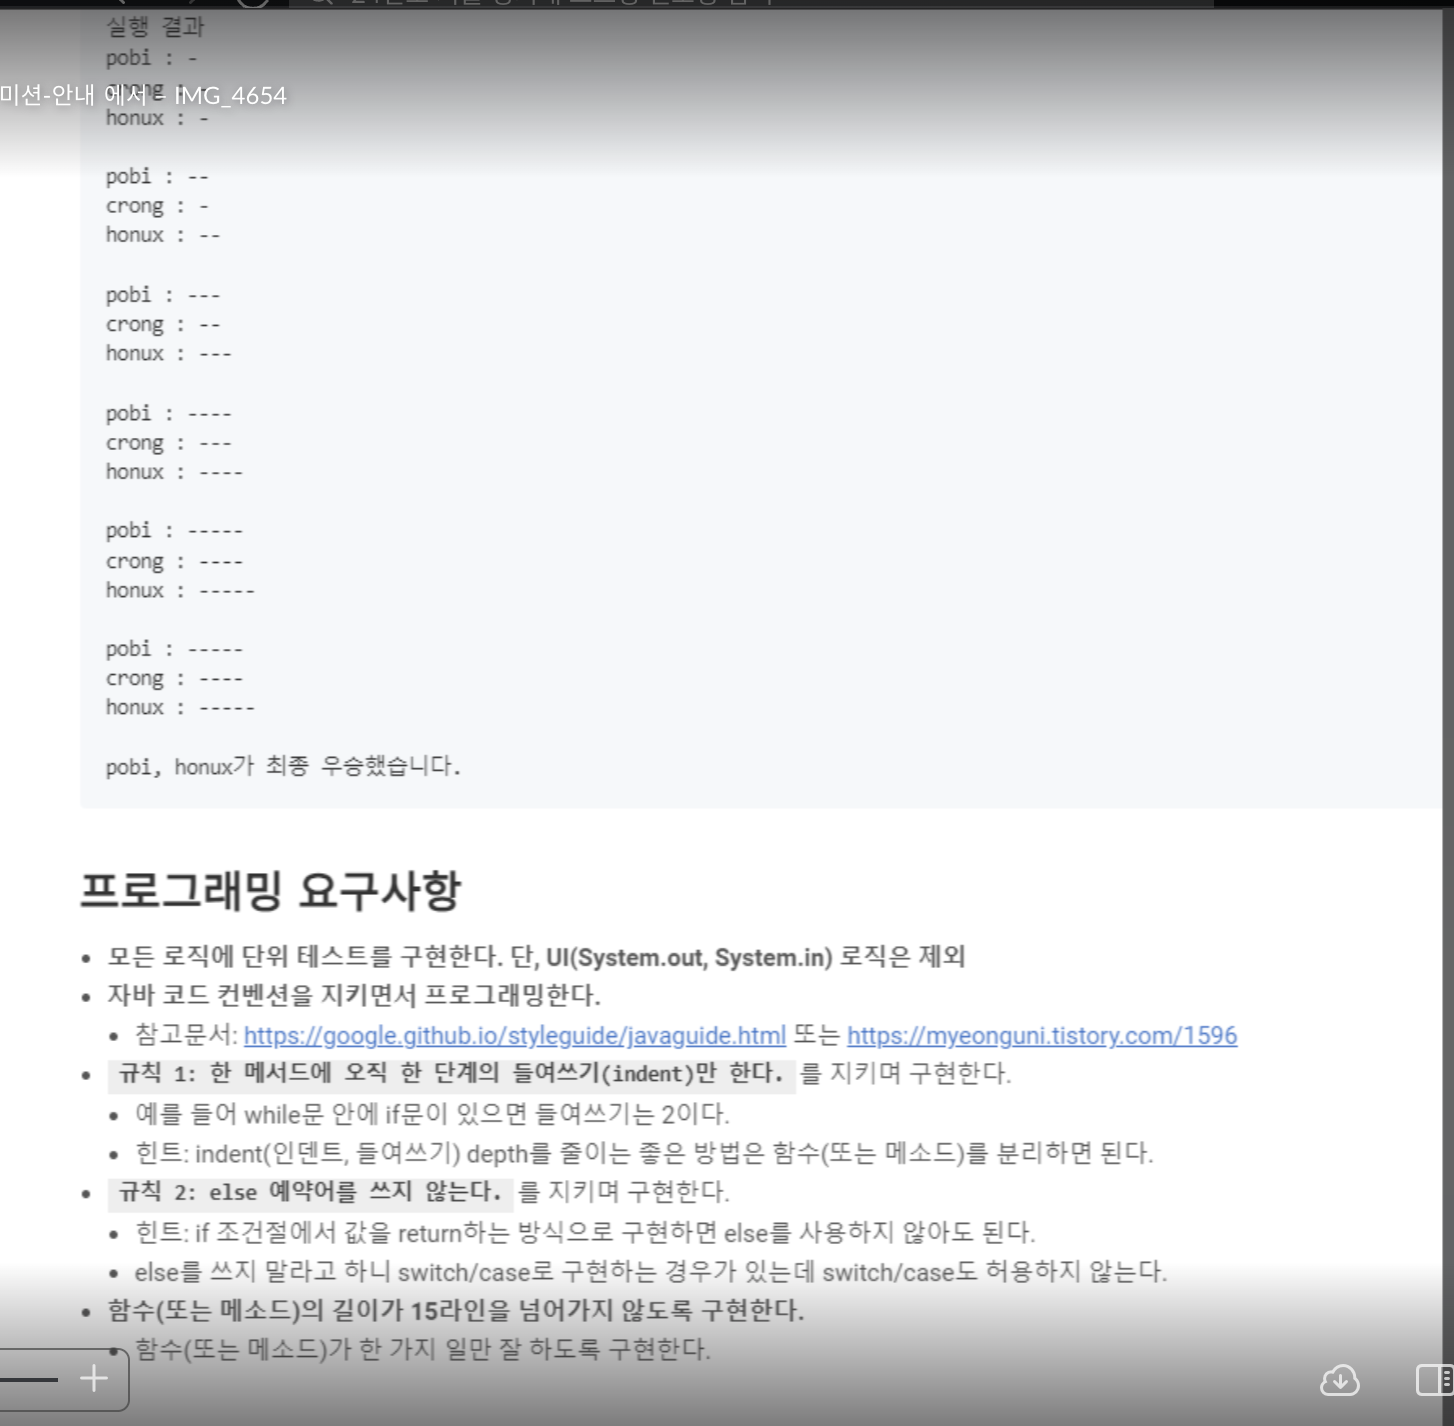 실행 결과
pobi : -
미션-안내 에서 – IMG_4654
honux : -
pobi : --
crong : -
honux : --
pobi : ---
crong : --
honux : ---
pobi : ----
crong : ---
honux : ----
pobi : -----
crong : ----
honux : -----
pobi : -----
crong : ----
honux : -----
pobi, honux가 최종 우승했습니다.
프로그래밍 요구사항
• 모든 로직에 단위 테스트를 구현한다. 단, UI(System.out, System.in) 로직은 제외
• 자바 코드 컨벤션을 지키면서 프로그래밍한다.
• 참고문서: https://google.github.io/styleguide/javaguide.html 또는 https://myeonguni.tistory.com/1596
• 규칙 1: 한 메서드에 오직 한 단계의 들여쓰기(indent)만 한다. 를 지키며 구현한다.
• 예를 들어 while문 안에 if문이 있으면 들여쓰기는 2이다.
• 힌트: indent(인덴트, 들여쓰기) depth를 줄이는 좋은 방법은 함수(또는 메소드)를 분리하면 된다.
• 규칙 2: else 예약어를 쓰지 않는다. 를 지키며 구현한다.
• 힌트: if 조건절에서 값을 return하는 방식으로 구현하면 else를 사용하지 않아도 된다.
• else를 쓰지 말라고 하니 switch/case로 구현하는 경우가 있는데 switch/case도 허용하지 않는다.
• 함수(또는 메소드)의 길이가 15라인을 넘어가지 않도록 구현한다.
• 함수(또는 메소드)가 한 가지 일만 잘 하도록 구현한다.